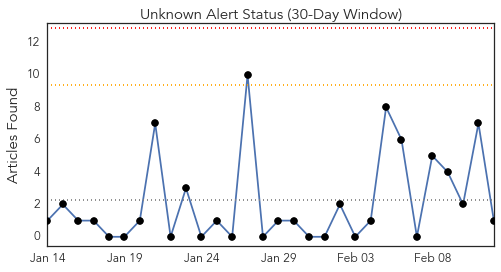 Unknown Alert Status (30-Day Window)
Articles Found
12
10
8
6
4
2
0
Jan 14
Jan 19
Jan 24
Jan 29
Feb 03
Feb 08